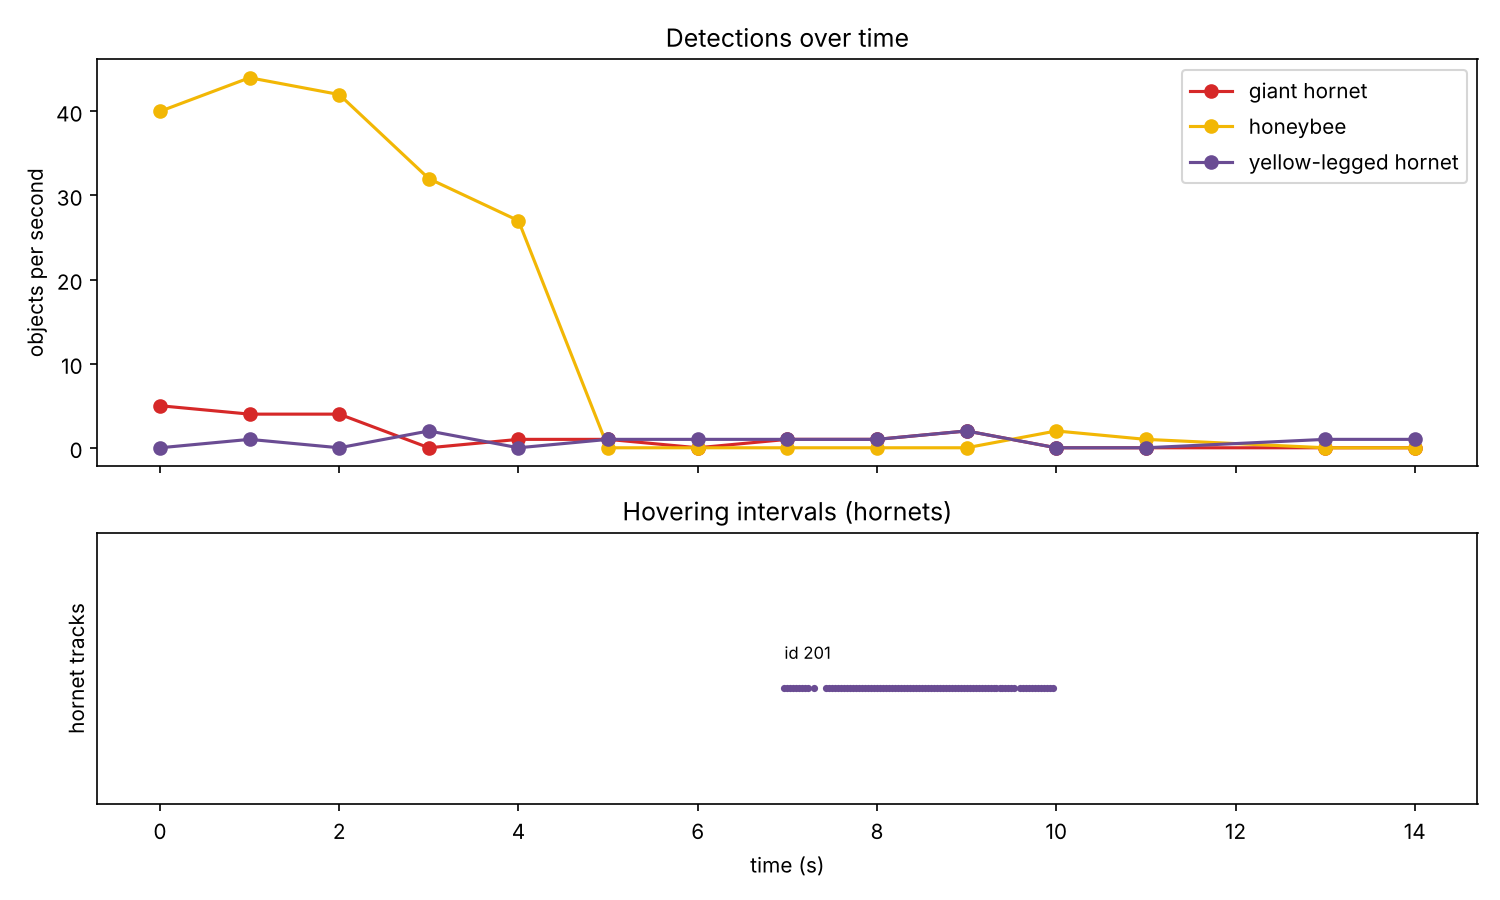 Detections over time
objects per second
40
30
20
10
0
giant hornet
honeybee
yellow-legged hornet
Hovering intervals (hornets)
hornet tracks
id 201
0 2 4 6 8 10 12 14
time (s)